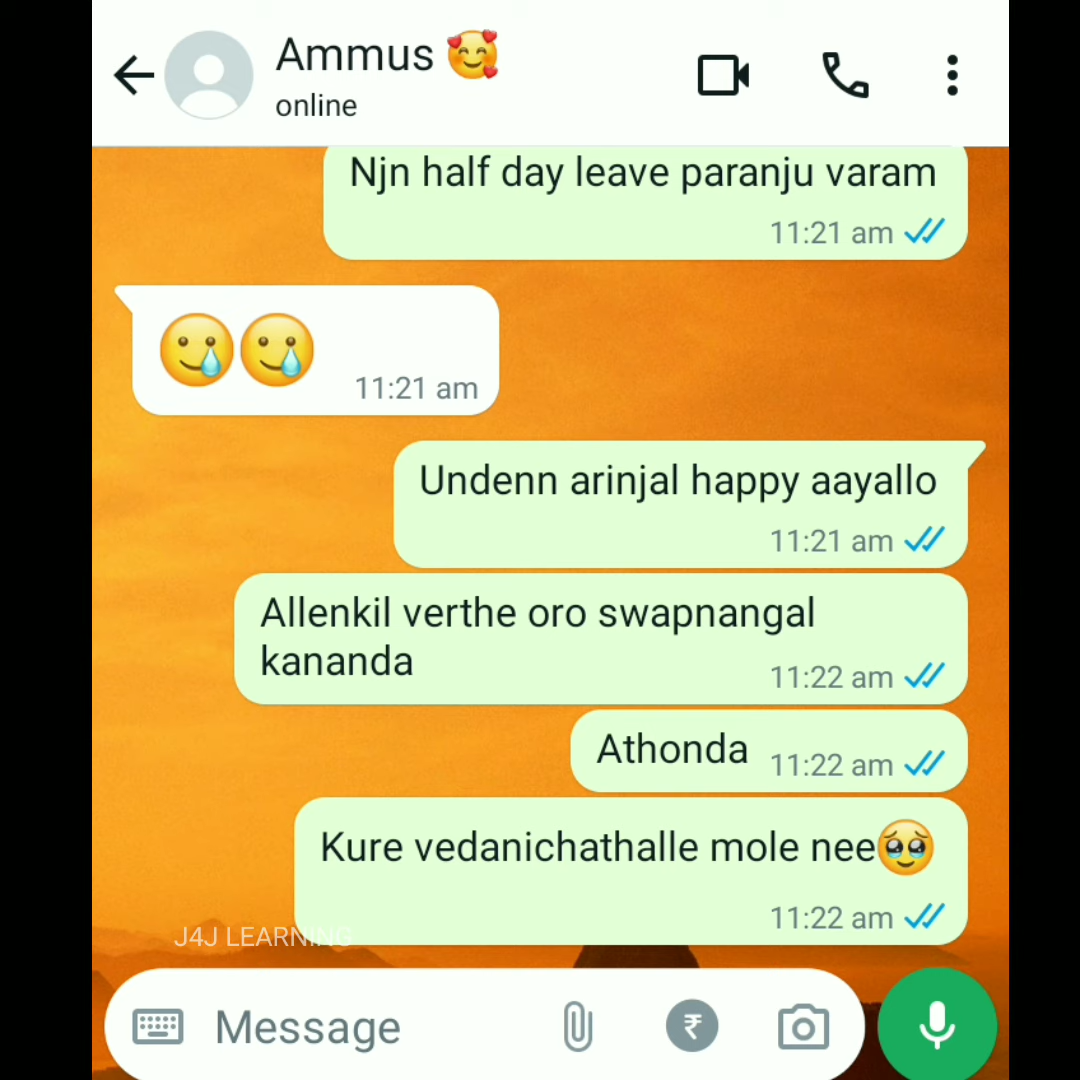 Ammus 🥰
online
Njn half day leave paranju varam
11:21 am
🥲🥲
11:21 am
Undenn arinjal happy aayallo
11:21 am
Allenkil verthe oro swapnangal
kananda
11:22 am
Athonda
11:22 am
Kure vedanichathalle mole nee🥹
11:22 am
J4J LEARNING
Message
₹